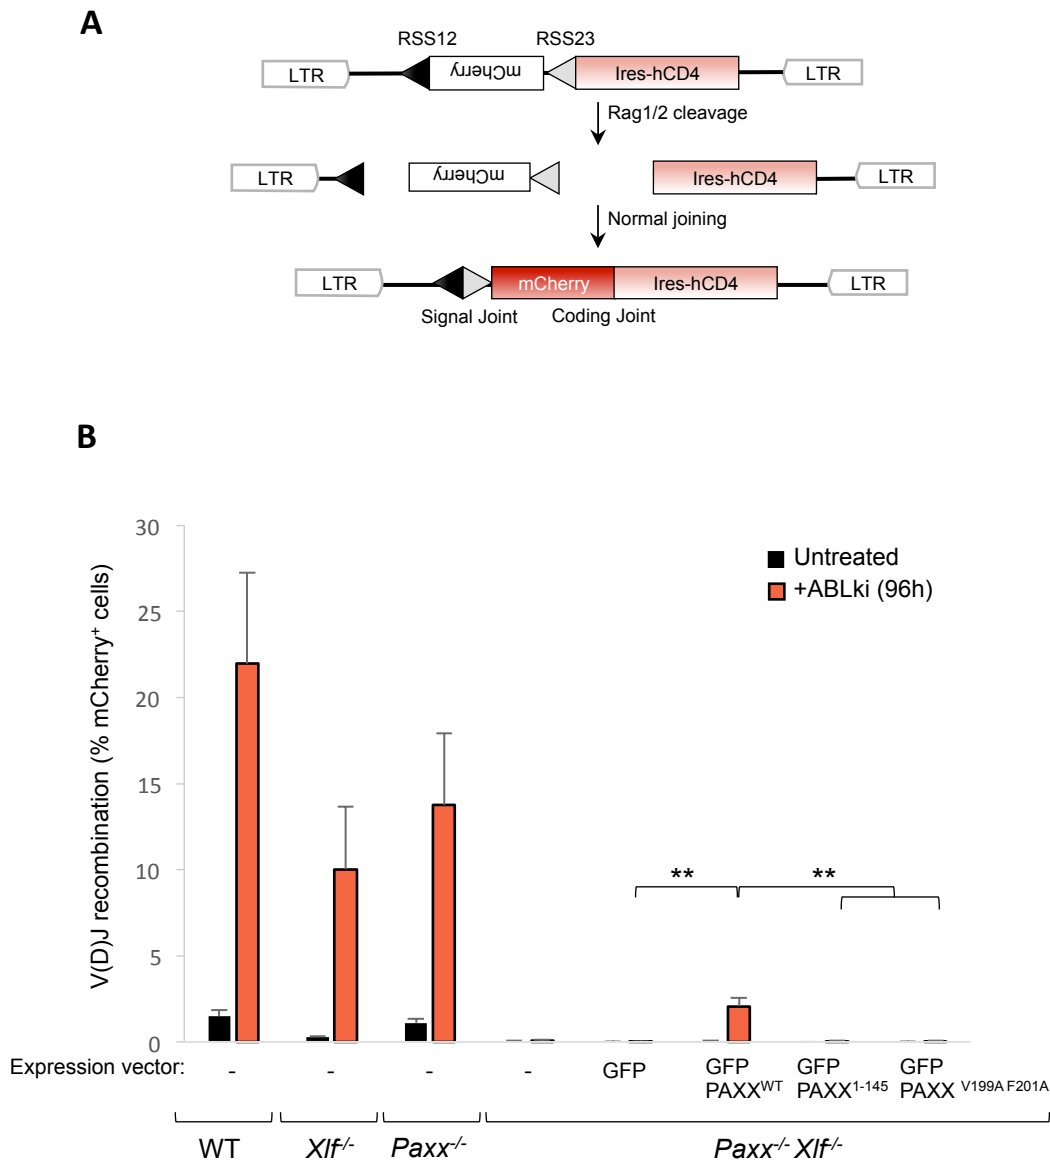 A
RSS12 RSS23
LTR mCherry Ires-hCD4 LTR
Rag1/2 cleavage
LTR mCherry Ires-hCD4 LTR
Normal joining
LTR mCherry Ires-hCD4 LTR
Signal Joint Coding Joint
B
V(D)J recombination (% mCherry+ cells)
30
25
20
15
10
5
0
Untreated
+ABLki (96h)
** **
Expression vector: - - - - GFP GFP PAXXWT GFP PAXX1-145 GFP PAXX V199A F201A
WT Xlf-/- Paxx-/- Paxx-/- Xlf-/-